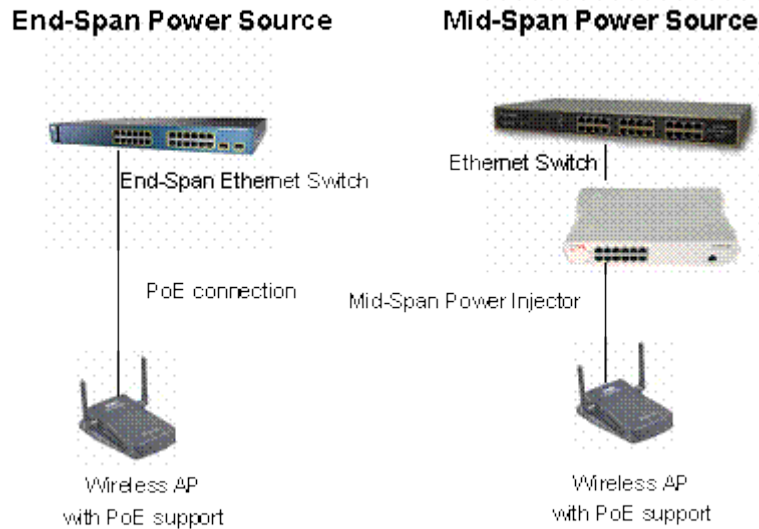 End-Span Power Source
End-Span Ethernet Switch
PoE connection
Wireless AP
with PoE support
Mid-Span Power Source
Ethernet Switch
Mid-Span Power Injector
Wireless AP
with PoE support